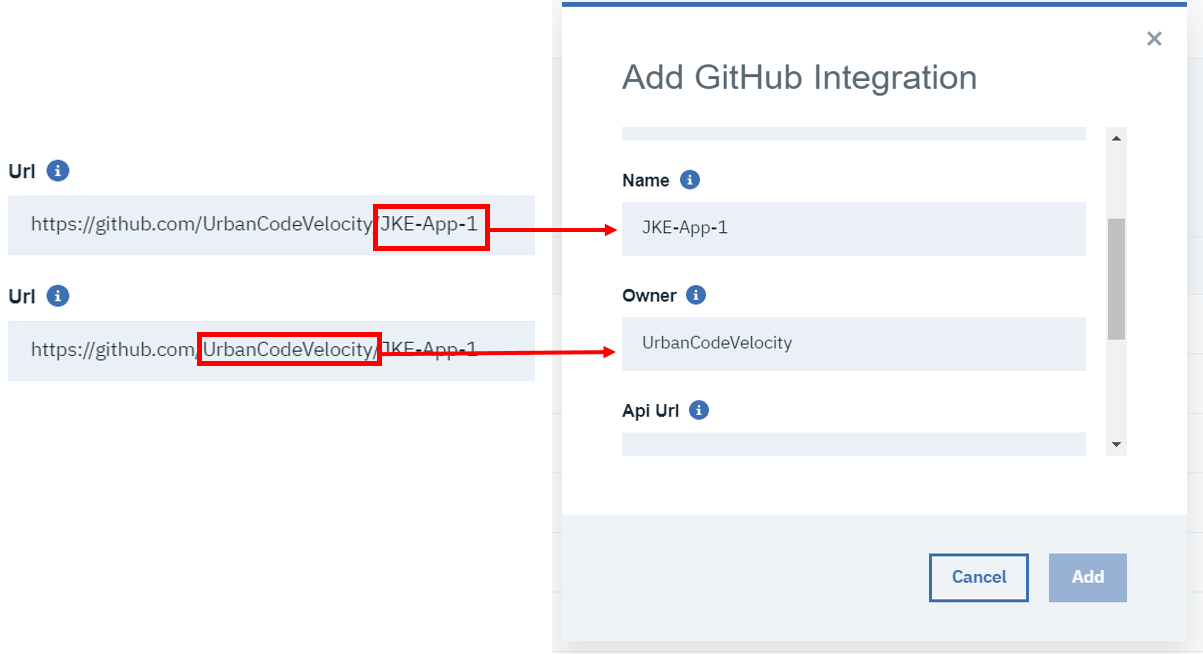 Url
https://github.com/UrbanCodeVelocity/JKE-App-1
Url
https://github.com/UrbanCodeVelocity/JKE-App-1
Add GitHub Integration
Name
JKE-App-1
Owner
UrbanCodeVelocity
Api Url
Cancel
Add